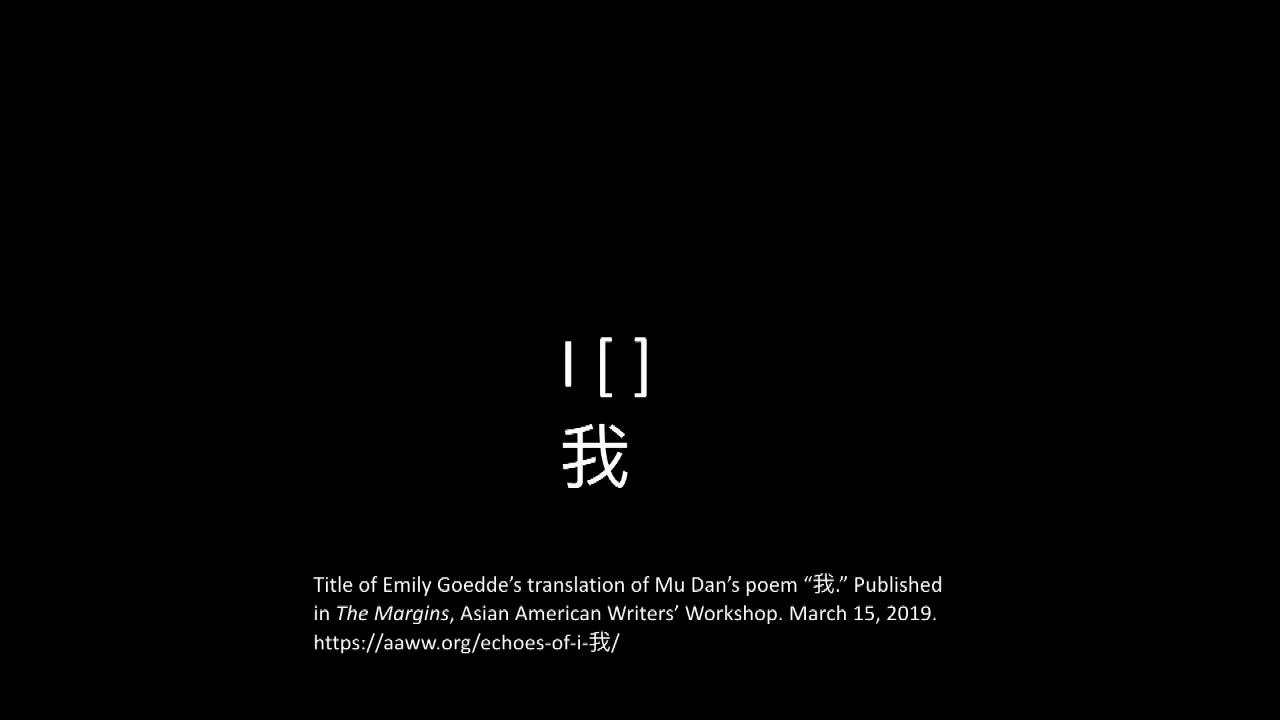 I [ ]
我
Title of Emily Goedde’s translation of Mu Dan’s poem “我.” Published
in The Margins, Asian American Writers’ Workshop. March 15, 2019.
https://aaww.org/echoes-of-i-我/